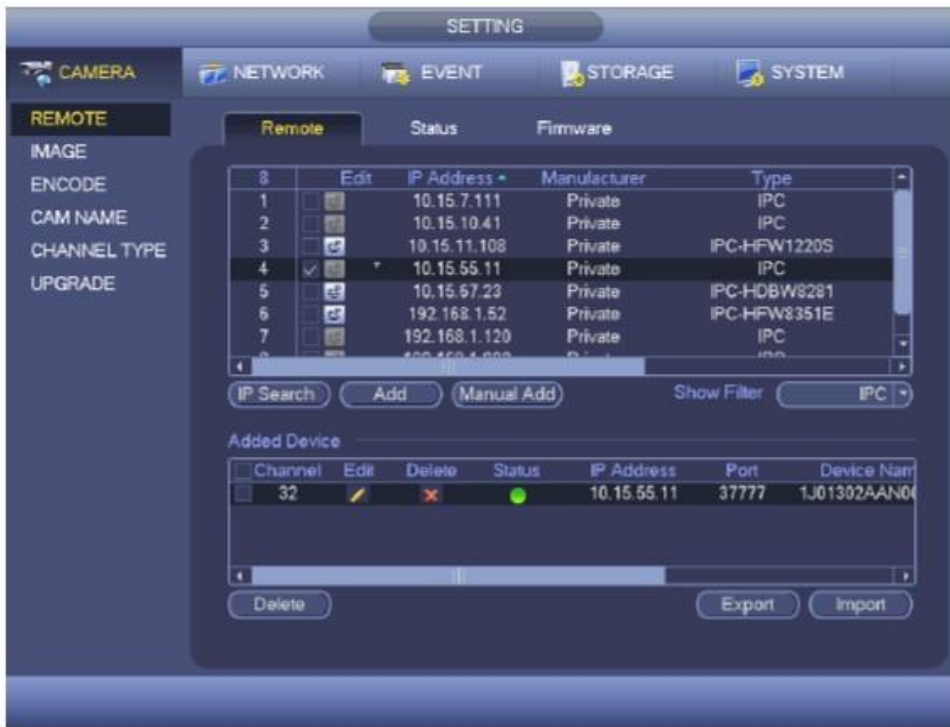 SETTING
CAMERA NETWORK EVENT STORAGE SYSTEM
REMOTE
IMAGE
ENCODE
CAM NAME
CHANNEL TYPE
UPGRADE
Remote Status Firmware
8 Edit IP Address Manufacturer Type
1 10.15.7.111 Private IPC
2 10.15.10.41 Private IPC
3 10.15.11.108 Private IPC-HFW1220S
4 * 10.15.55.11 Private IPC
5 10.15.67.23 Private IPC-HDBW8281
6 192.168.1.52 Private IPC-HFW8351E
7 192.168.1.120 Private IPC
IP Search Add Manual Add Show Filter IPC
Added Device
Channel Edit Delete Status IP Address Port Device Nam
32 10.15.55.11 37777 1J01302AAN00
Delete Export Import